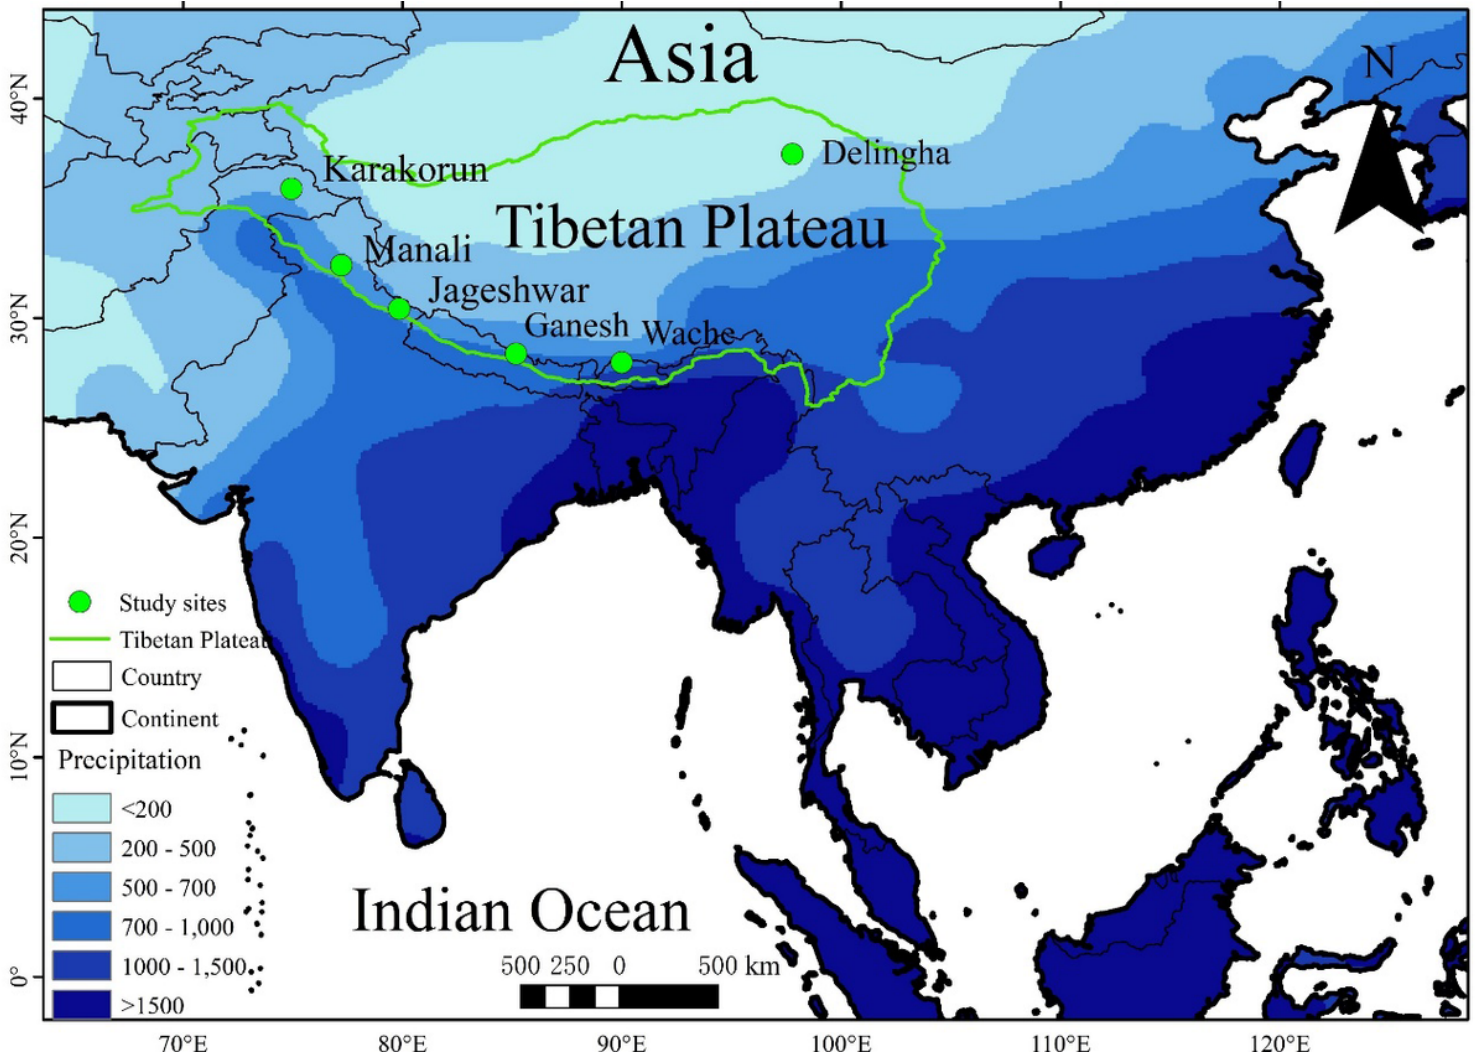 Asia
N
40°N
Karakorun
Delingha
Tibetan Plateau
Manali
Jageshwar
30°N
Ganesh
Wache
20°N
Study sites
Tibetan Plateau
Country
Continent
10°N
Precipitation
<200
200 - 500
500 - 700
700 - 1,000
1000 - 1,500
>1500
Indian Ocean
500 250 0 500 km
0°
70°E 80°E 90°E 100°E 110°E 120°E